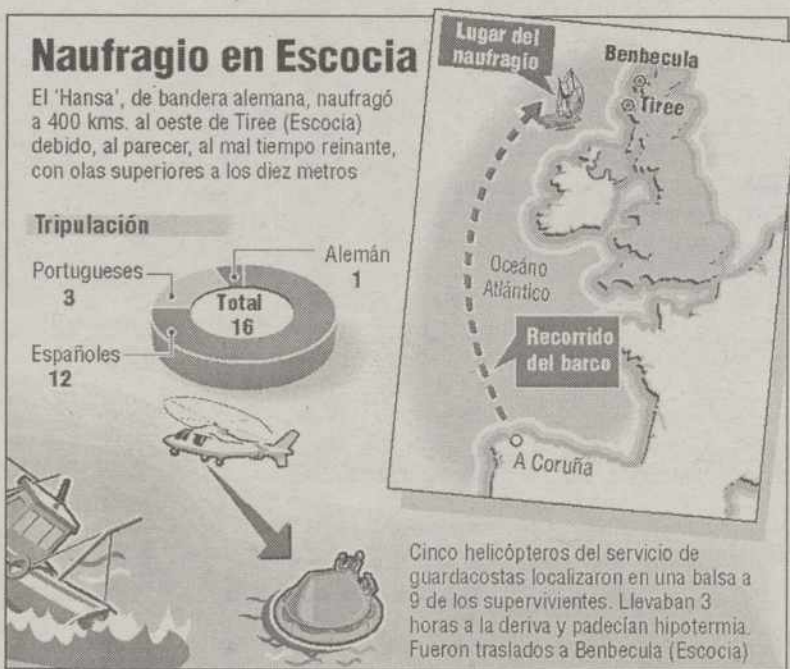 Naufragio en Escocia
El 'Hansa', de bandera alemana, naufragó
a 400 kms. al oeste de Tiree (Escocia)
debido, al parecer, al mal tiempo reinante,
con olas superiores a los diez metros
Tripulación
Portugueses
3
Alemán
1
Total
16
Españoles
12
Lugar del
naufragio
Benbecula
Tiree
Oceáno
Atlántico
Recorrido
del barco
A Coruña
Cinco helicópteros del servicio de
guardacostas localizaron en una balsa a
9 de los supervivientes. Llevaban 3
horas a la deriva y padecían hipotermia.
Fueron traslados a Benbecula (Escocia)